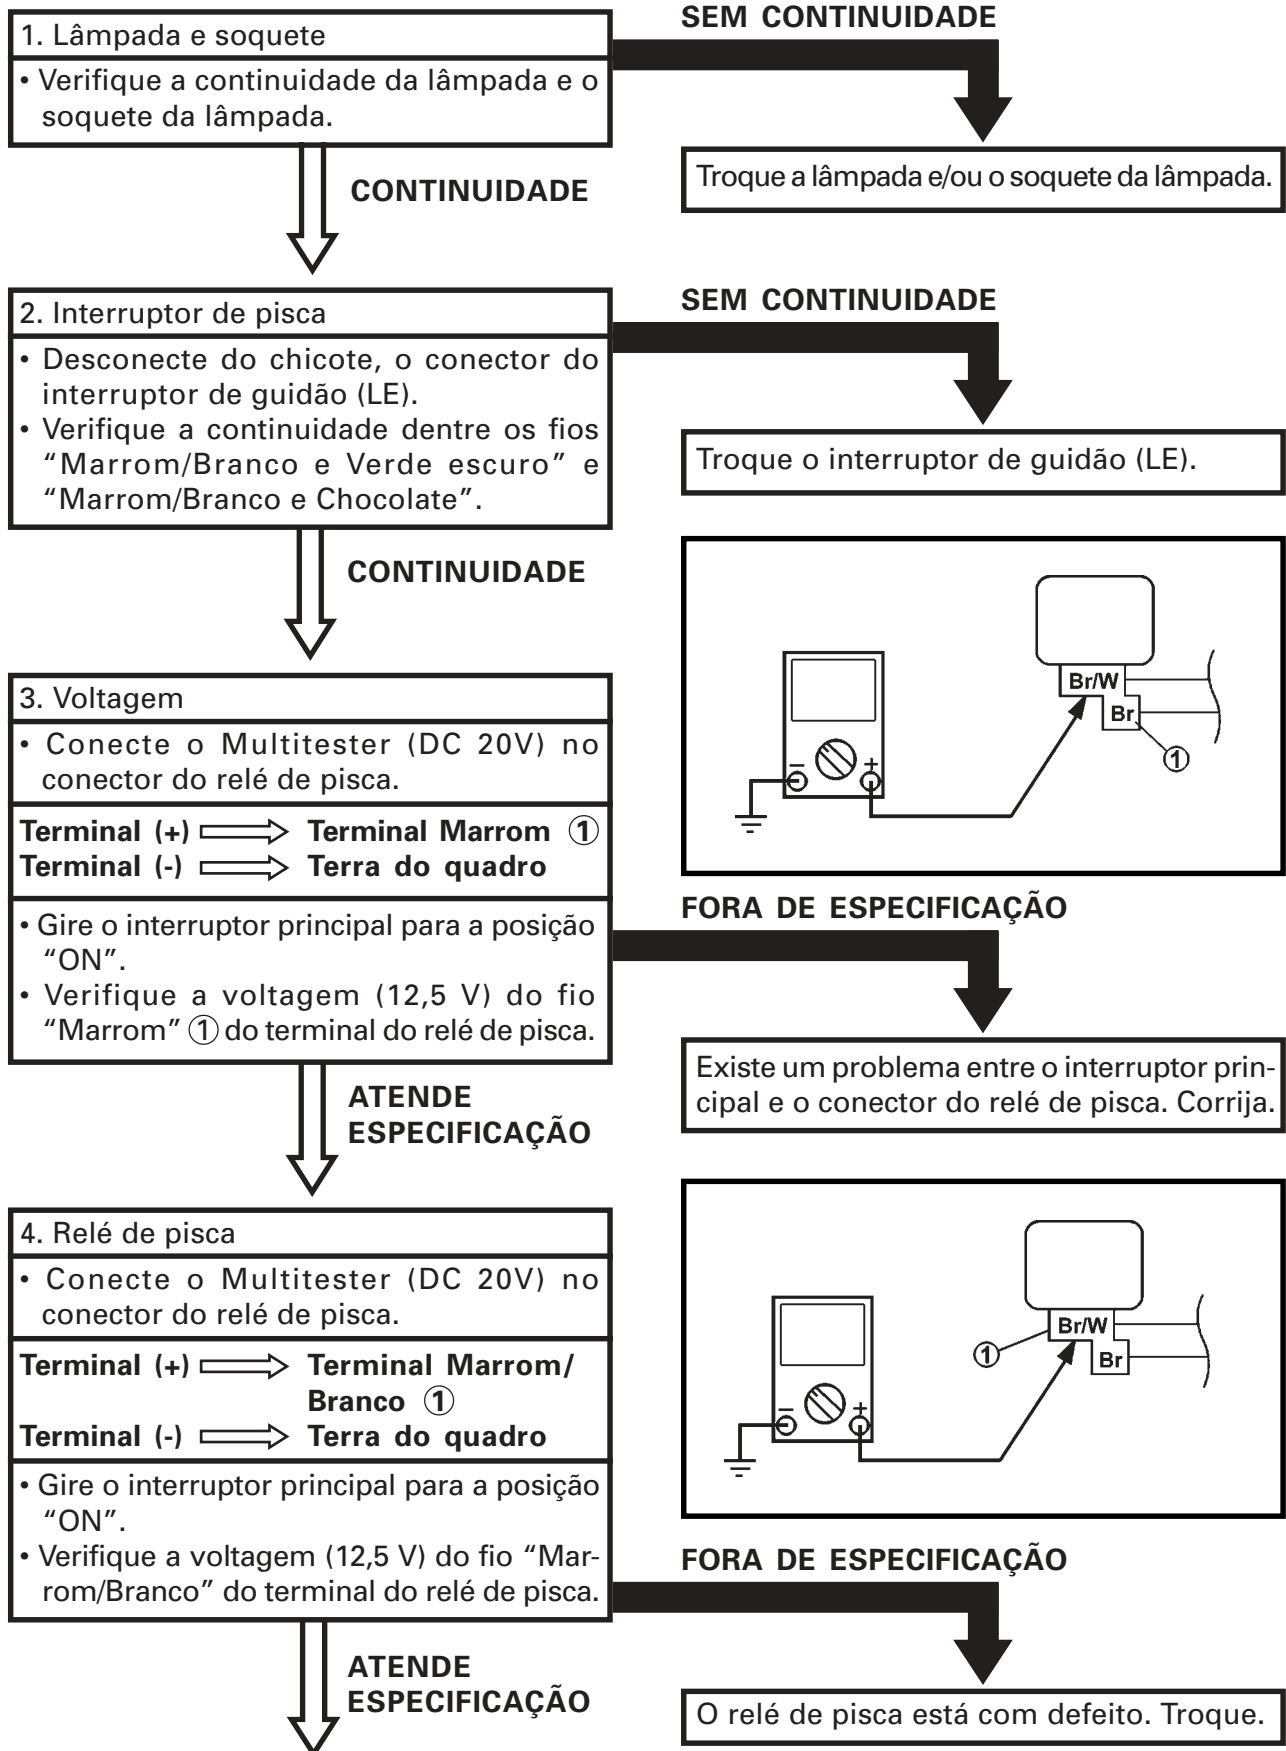 1. Lâmpada e soquete
• Verifique a continuidade da lâmpada e o
soquete da lâmpada.
SEM CONTINUIDADE
Troque a lâmpada e/ou o soquete da lâmpada.
CONTINUIDADE
2. Interruptor de pisca
• Desconecte do chicote, o conector do
interruptor de guidão (LE).
• Verifique a continuidade dentre os fios
“Marrom/Branco e Verde escuro” e
“Marrom/Branco e Chocolate”.
SEM CONTINUIDADE
Troque o interruptor de guidão (LE).
CONTINUIDADE
3. Voltagem
• Conecte o Multitester (DC 20V) no
conector do relé de pisca.
Terminal (+) Terminal Marrom ①
Terminal (-) Terra do quadro
• Gire o interruptor principal para a posição
“ON”.
• Verifique a voltagem (12,5 V) do fio
“Marrom” ① do terminal do relé de pisca.
Br/W
Br
①
− +
FORA DE ESPECIFICAÇÃO
Existe um problema entre o interruptor prin-
cipal e o conector do relé de pisca. Corrija.
ATENDE
ESPECIFICAÇÃO
4. Relé de pisca
• Conecte o Multitester (DC 20V) no
conector do relé de pisca.
Terminal (+) Terminal Marrom/
Branco ①
Terminal (-) Terra do quadro
• Gire o interruptor principal para a posição
“ON”.
• Verifique a voltagem (12,5 V) do fio “Mar-
rom/Branco” do terminal do relé de pisca.
Br/W
① Br
− +
FORA DE ESPECIFICAÇÃO
O relé de pisca está com defeito. Troque.
ATENDE
ESPECIFICAÇÃO